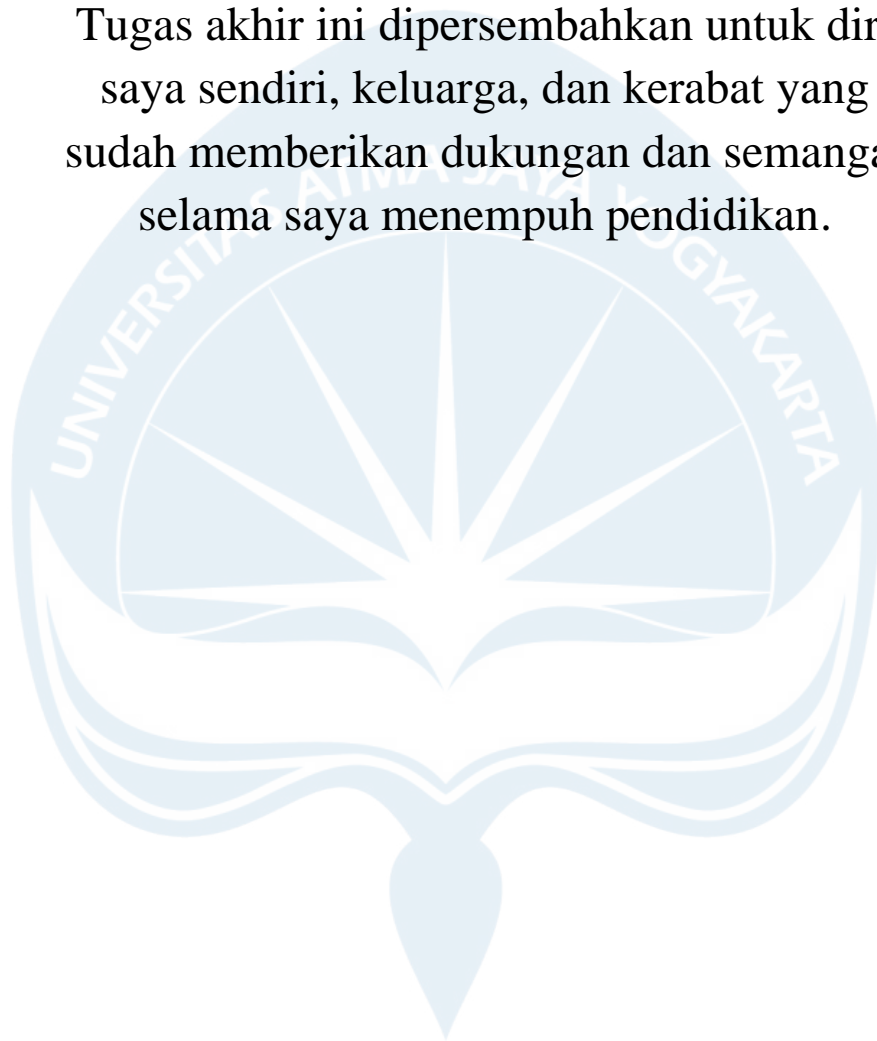 Tugas akhir ini dipersembahkan untuk dir
saya sendiri, keluarga, dan kerabat yang
sudah memberikan dukungan dan semanga
selama saya menempuh pendidikan.
UNIVERSITAS ATMA JAYA YOGYAKARTA